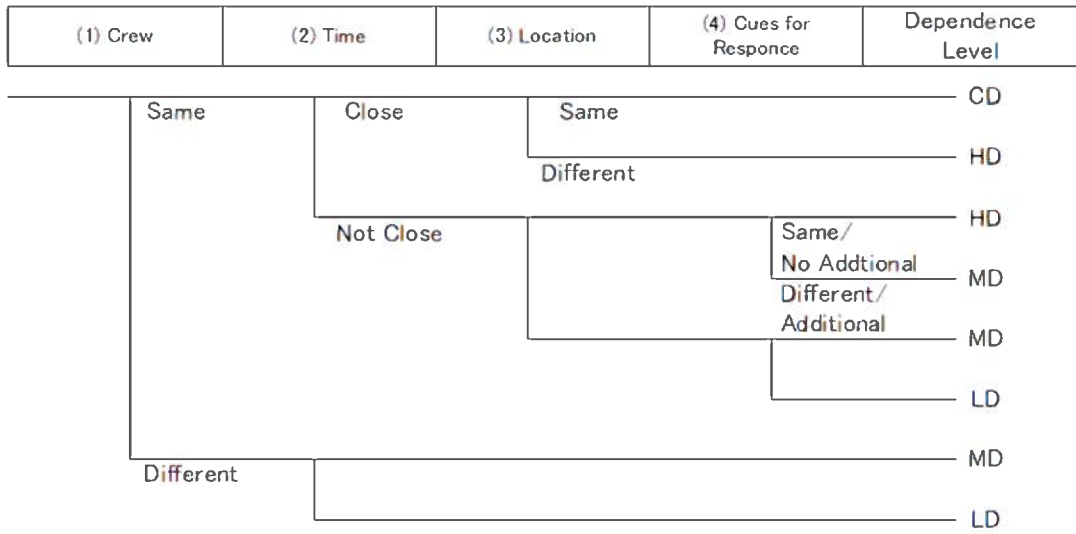 (1) Crew
(2) Time
(3) Location
(4) Cues for
Responce
Dependence
Level
CD
Same
Close
Same
HD
Different
HD
Not Close
Same/
No Addtional
MD
Different/
Additional
MD
LD
MD
Different
LD